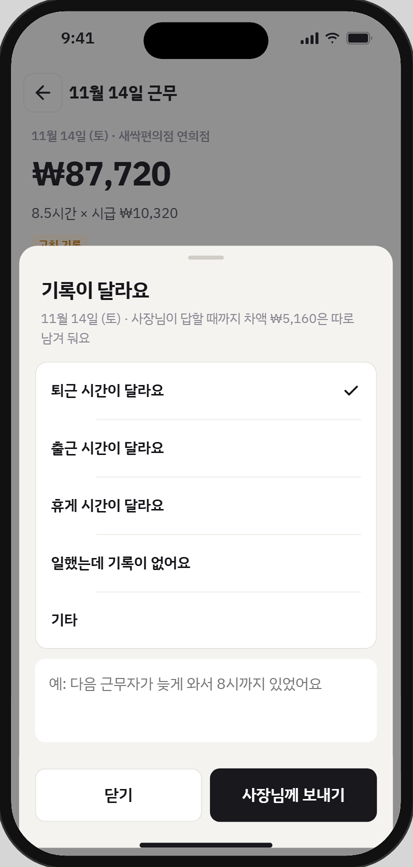 9:41
11월 14일 근무
11월 14일 (토) · 새싹편의점 연희점
₩87,720
8.5시간 × 시급 ₩10,320
기록이 달라요
11월 14일 (토) · 사장님이 답할 때까지 차액 ₩5,160은 따로
남겨 둬요
퇴근 시간이 달라요
출근 시간이 달라요
휴게 시간이 달라요
일했는데 기록이 없어요
기타
예: 다음 근무자가 늦게 와서 8시까지 있었어요
닫기
사장님께 보내기